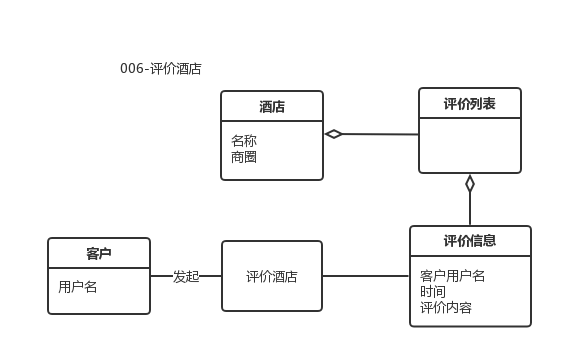 006-评价酒店
酒店
名称
商圈
评价列表
客户
用户名
发起
评价酒店
评价信息
客户用户名
时间
评价内容